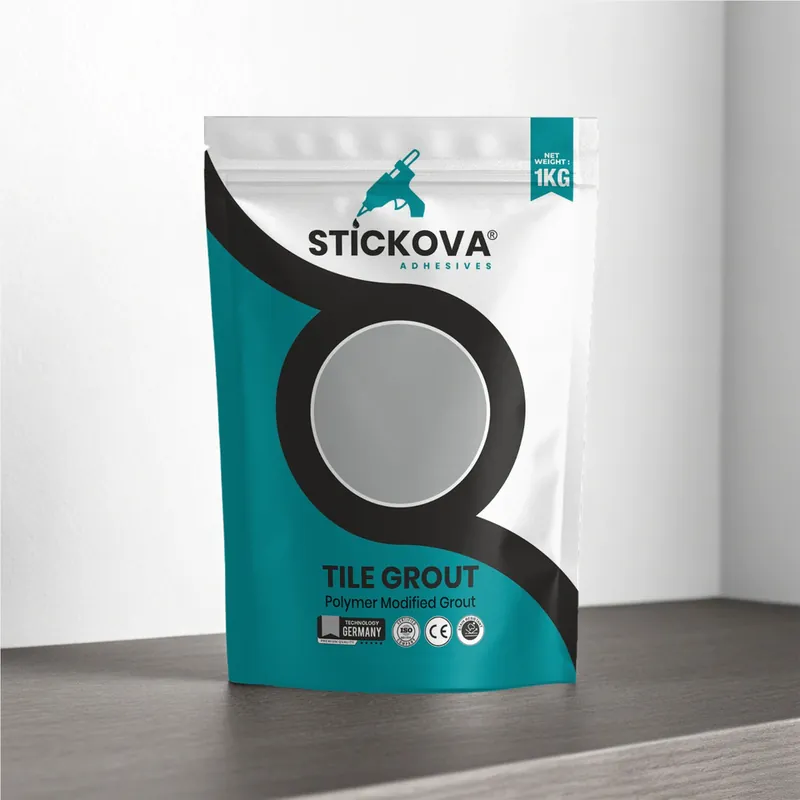 NET
WEIGHT :
1KG
STICKOVA®
ADHESIVES
TILE GROUT
Polymer Modified Grout
TECHNOLOGY
GERMANY
ISO
CE